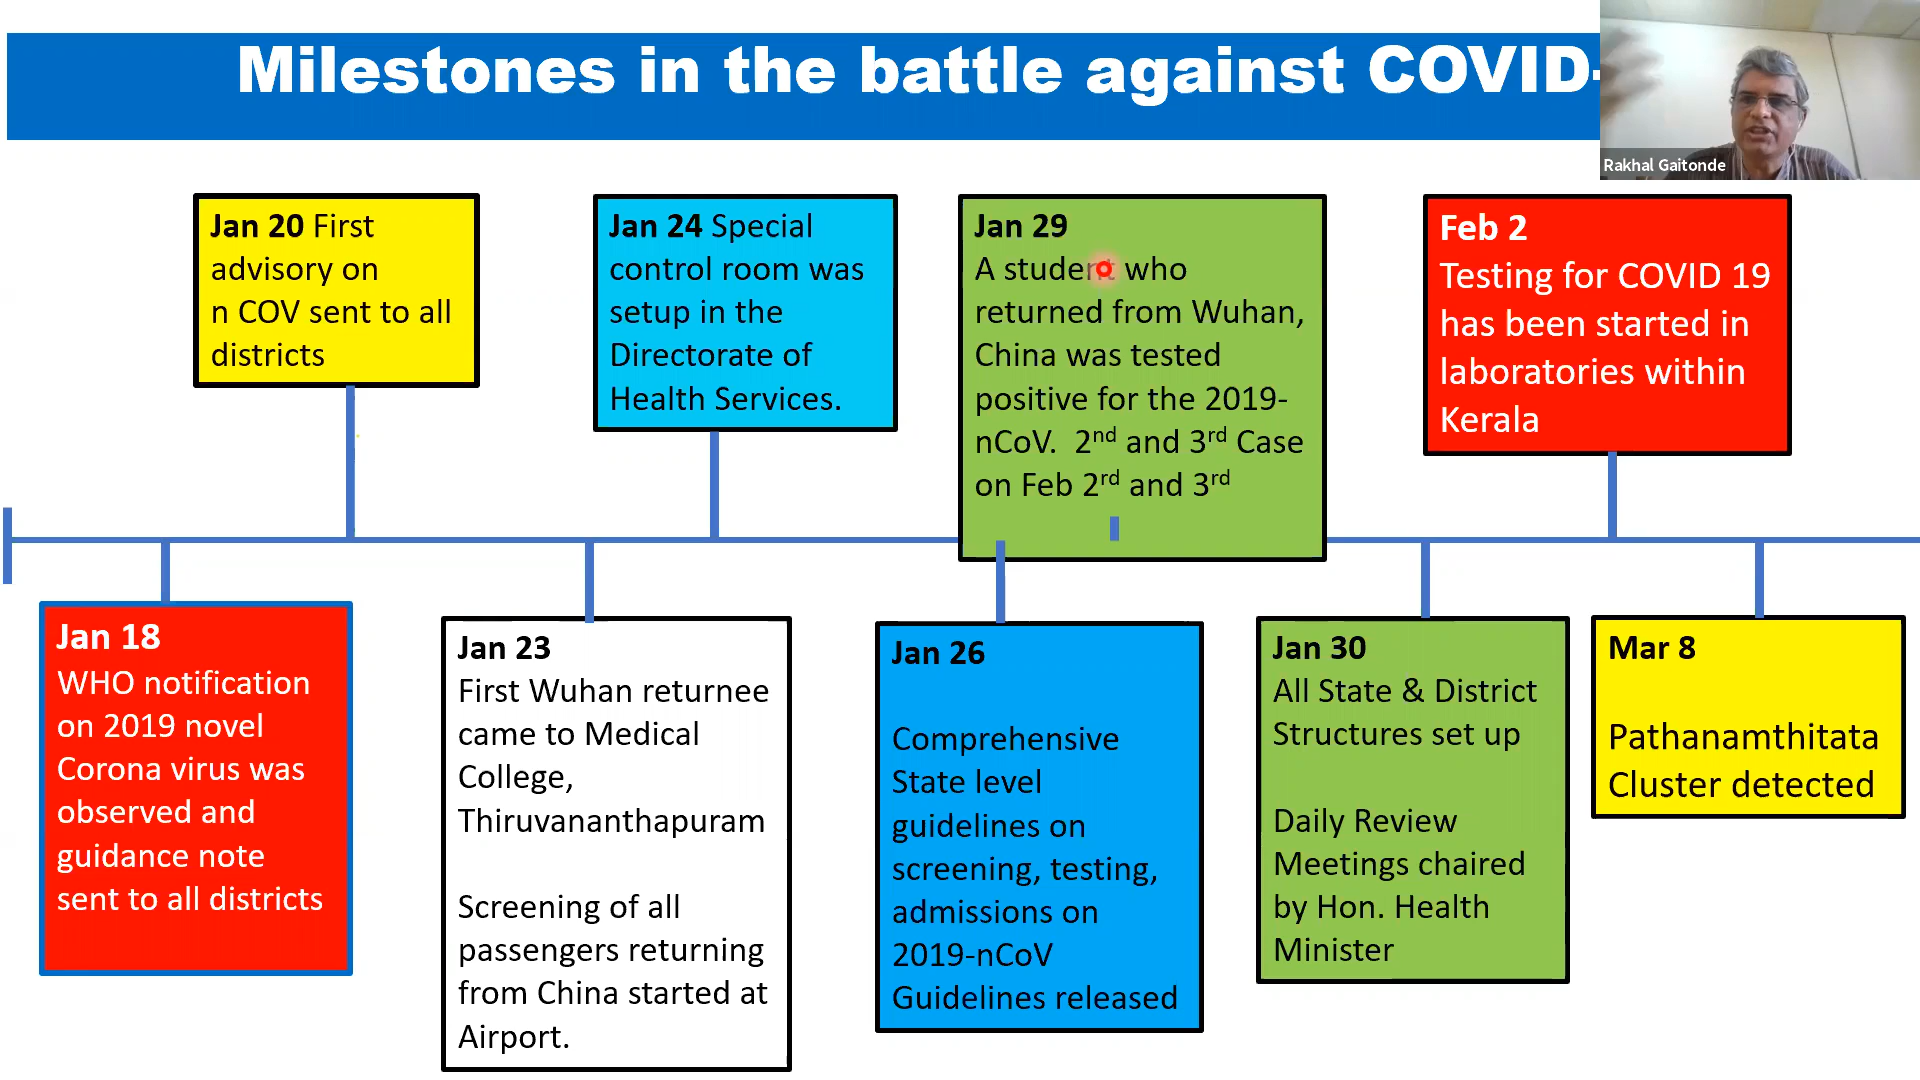 Milestones in the battle against COVID-
Rakhal Gaitonde
Jan 20 First
advisory on
n COV sent to all
districts
Jan 24 Special
control room was
setup in the
Directorate of
Health Services.
Jan 29
A student who
returned from Wuhan,
China was tested
positive for the 2019-
nCoV.  2nd and 3rd Case
on Feb 2rd and 3rd
Feb 2
Testing for COVID 19
has been started in
laboratories within
Kerala
Jan 18
WHO notification
on 2019 novel
Corona virus was
observed and
guidance note
sent to all districts
Jan 23
First Wuhan returnee
came to Medical
College,
Thiruvananthapuram
Screening of all
passengers returning
from China started at
Airport.
Jan 26
Comprehensive
State level
guidelines on
screening, testing,
admissions on
2019-nCoV
Guidelines released
Jan 30
All State & District
Structures set up
Daily Review
Meetings chaired
by Hon. Health
Minister
Mar 8
Pathanamthitata
Cluster detected